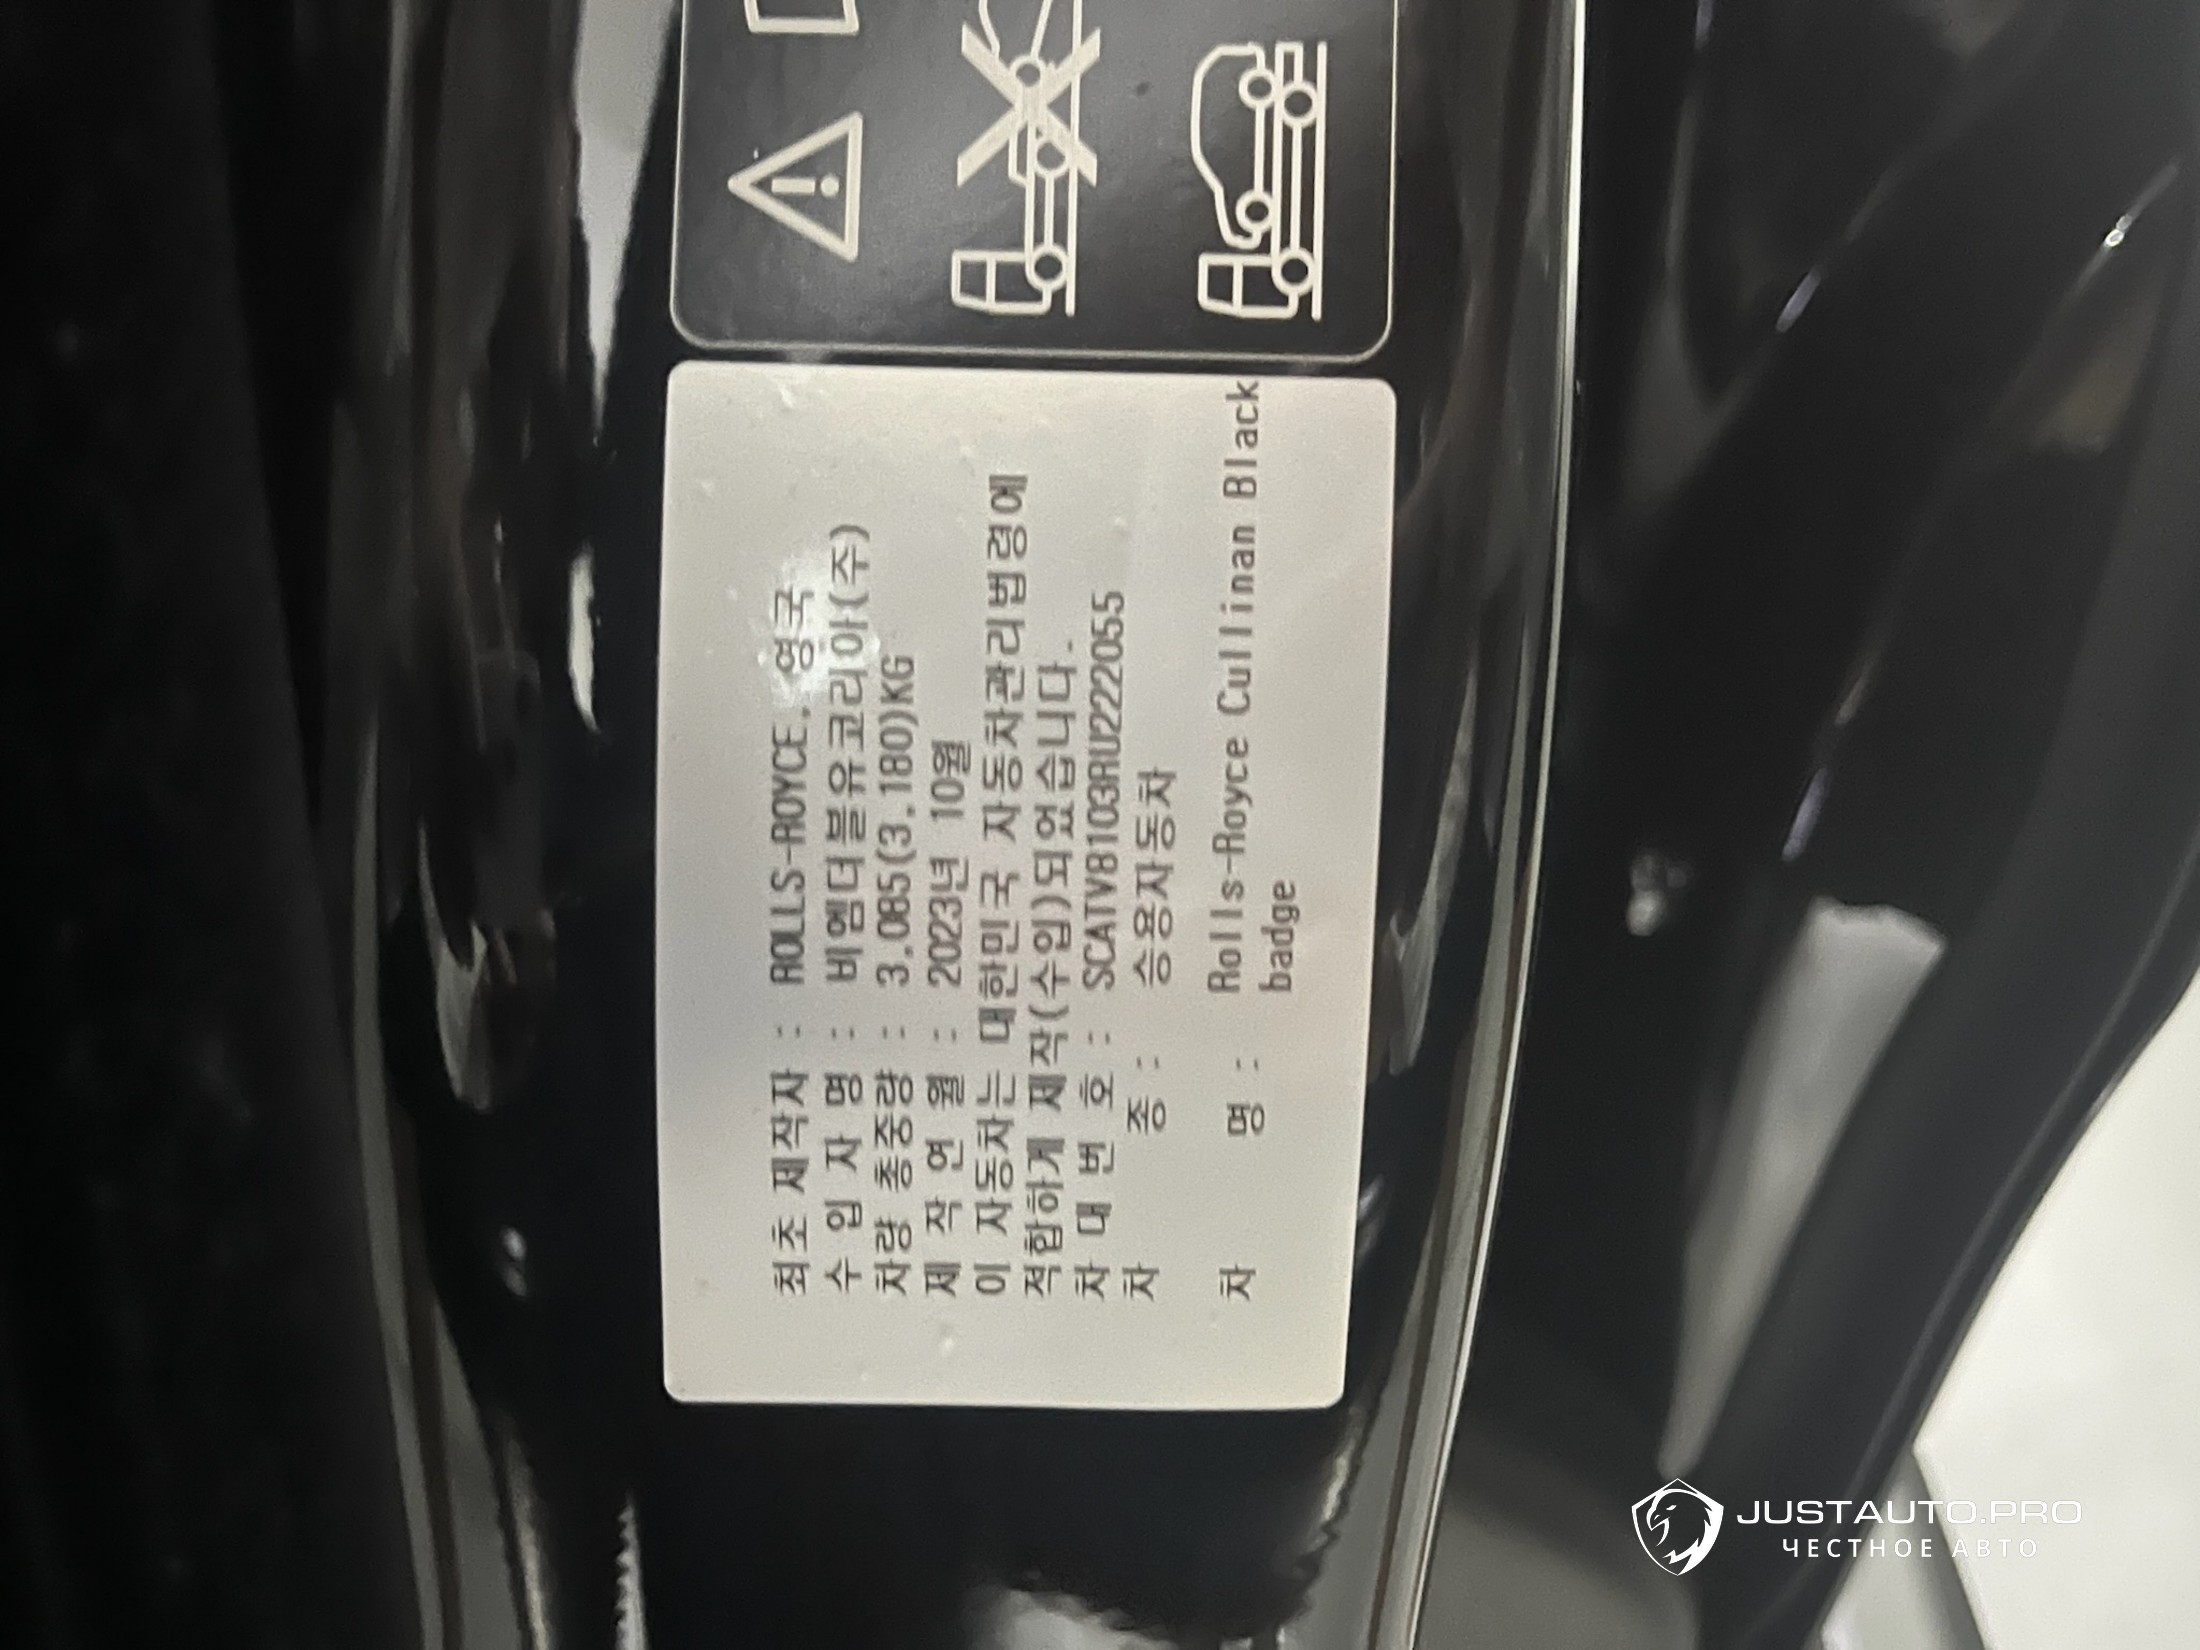 최초 제작자 : ROLLS-ROYCE., 영국
수 입 자 명 : 비엠더블유코리아(주)
차량 총중량 : 3,085(3,180)KG
제 작 연 월 : 2023년 10월
이 자동차는 대한민국 자동차관리법령에
적합하게 제작(수입)되었습니다.
차 대 번 호 : SCATV8103RU222055
차 종 : 승용자동차
차 명 : Rolls-Royce Cullinan Black
badge
JUSTAUTO.PRO
ЧЕСТНОЕ АВТО